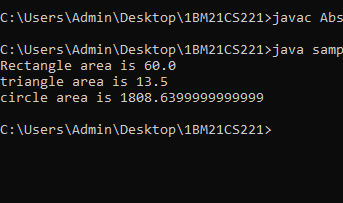 C:\Users\Admin\Desktop\1BM21CS221>javac Abs
C:\Users\Admin\Desktop\1BM21CS221>java samp
Rectangle area is 60.0
triangle area is 13.5
circle area is 1808.6399999999999
C:\Users\Admin\Desktop\1BM21CS221>